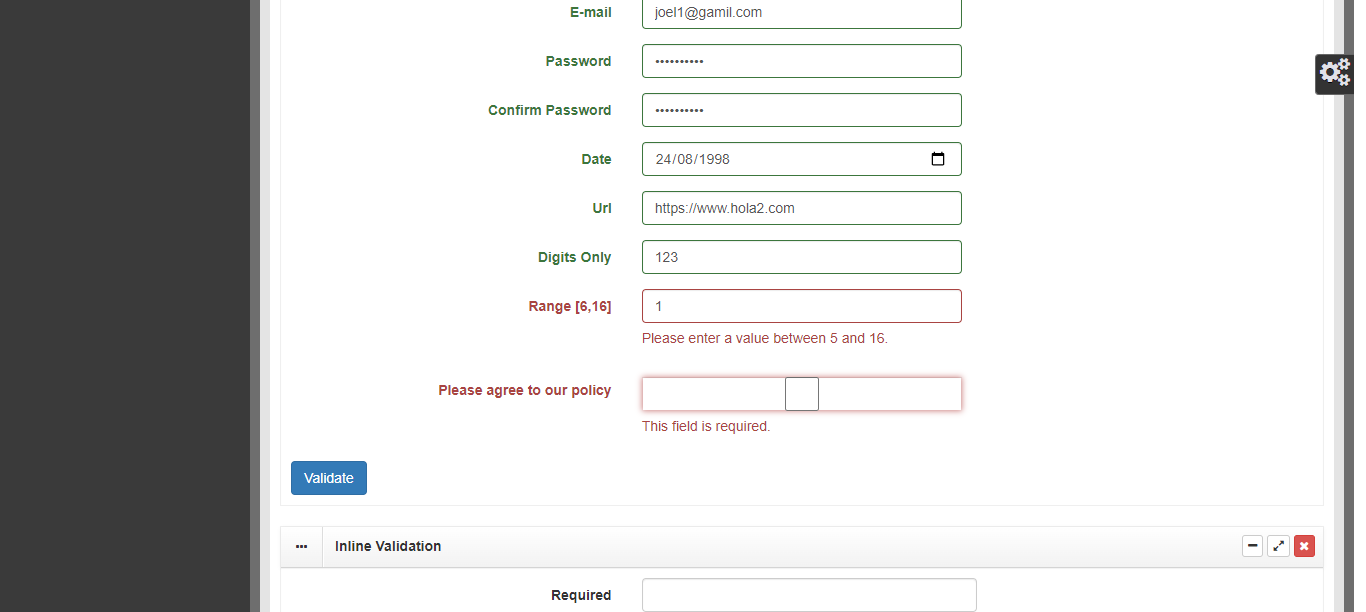 E-mail joel1@gamil.com
Password ••••••••••
Confirm Password ••••••••••
Date 24/08/1998
Url https://www.hola2.com
Digits Only 123
Range [6,16] 1
Please enter a value between 5 and 16.
Please agree to our policy
This field is required.
Validate
Inline Validation
Required